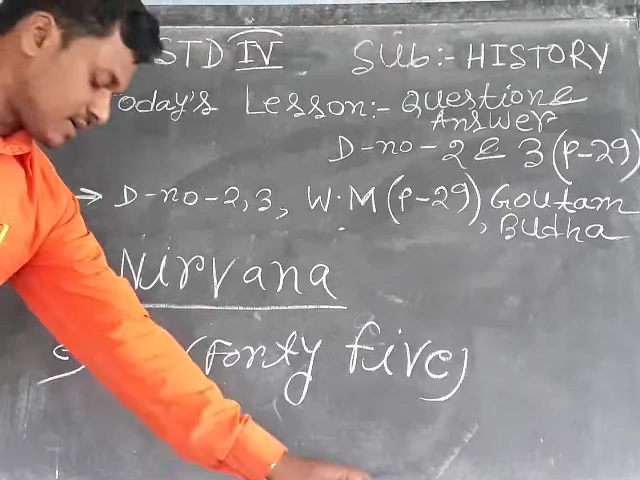 STD IV SUB:- HISTORY
Today's Lesson:- Question &
Answer
D-no-2 & 3 (P-29)
→ D-no-2,3, W.M (P-29) Goutam
, Budha
Nirvana
(Forty five)